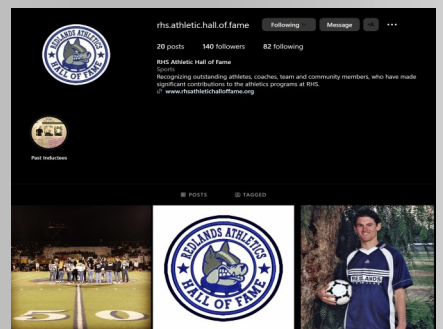 REDLANDS ATHLETICS
HALL OF FAME
rhs.athletic.hall.of.fame
Following
Message
20 posts 140 followers 82 following
RHS Athletic Hall of Fame
Sports
Recognizing outstanding athletes, coaches, team and community members, who have made
significant contributions to the athletics programs at RHS.
www.rhsathletichalloffame.org
Past Inductees
POSTS TAGGED
50
REDLANDS ATHLETICS
HALL OF FAME
REDLANDS